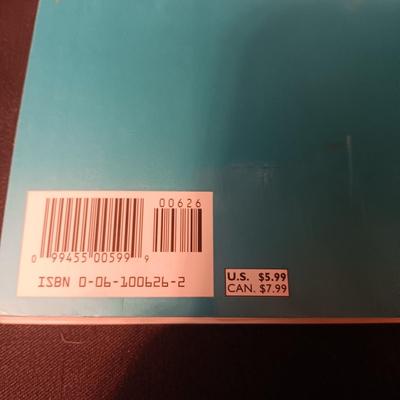 00626
0 99455 00599 9
ISBN 0-06-100626-2
U.S. $5.99
CAN. $7.99